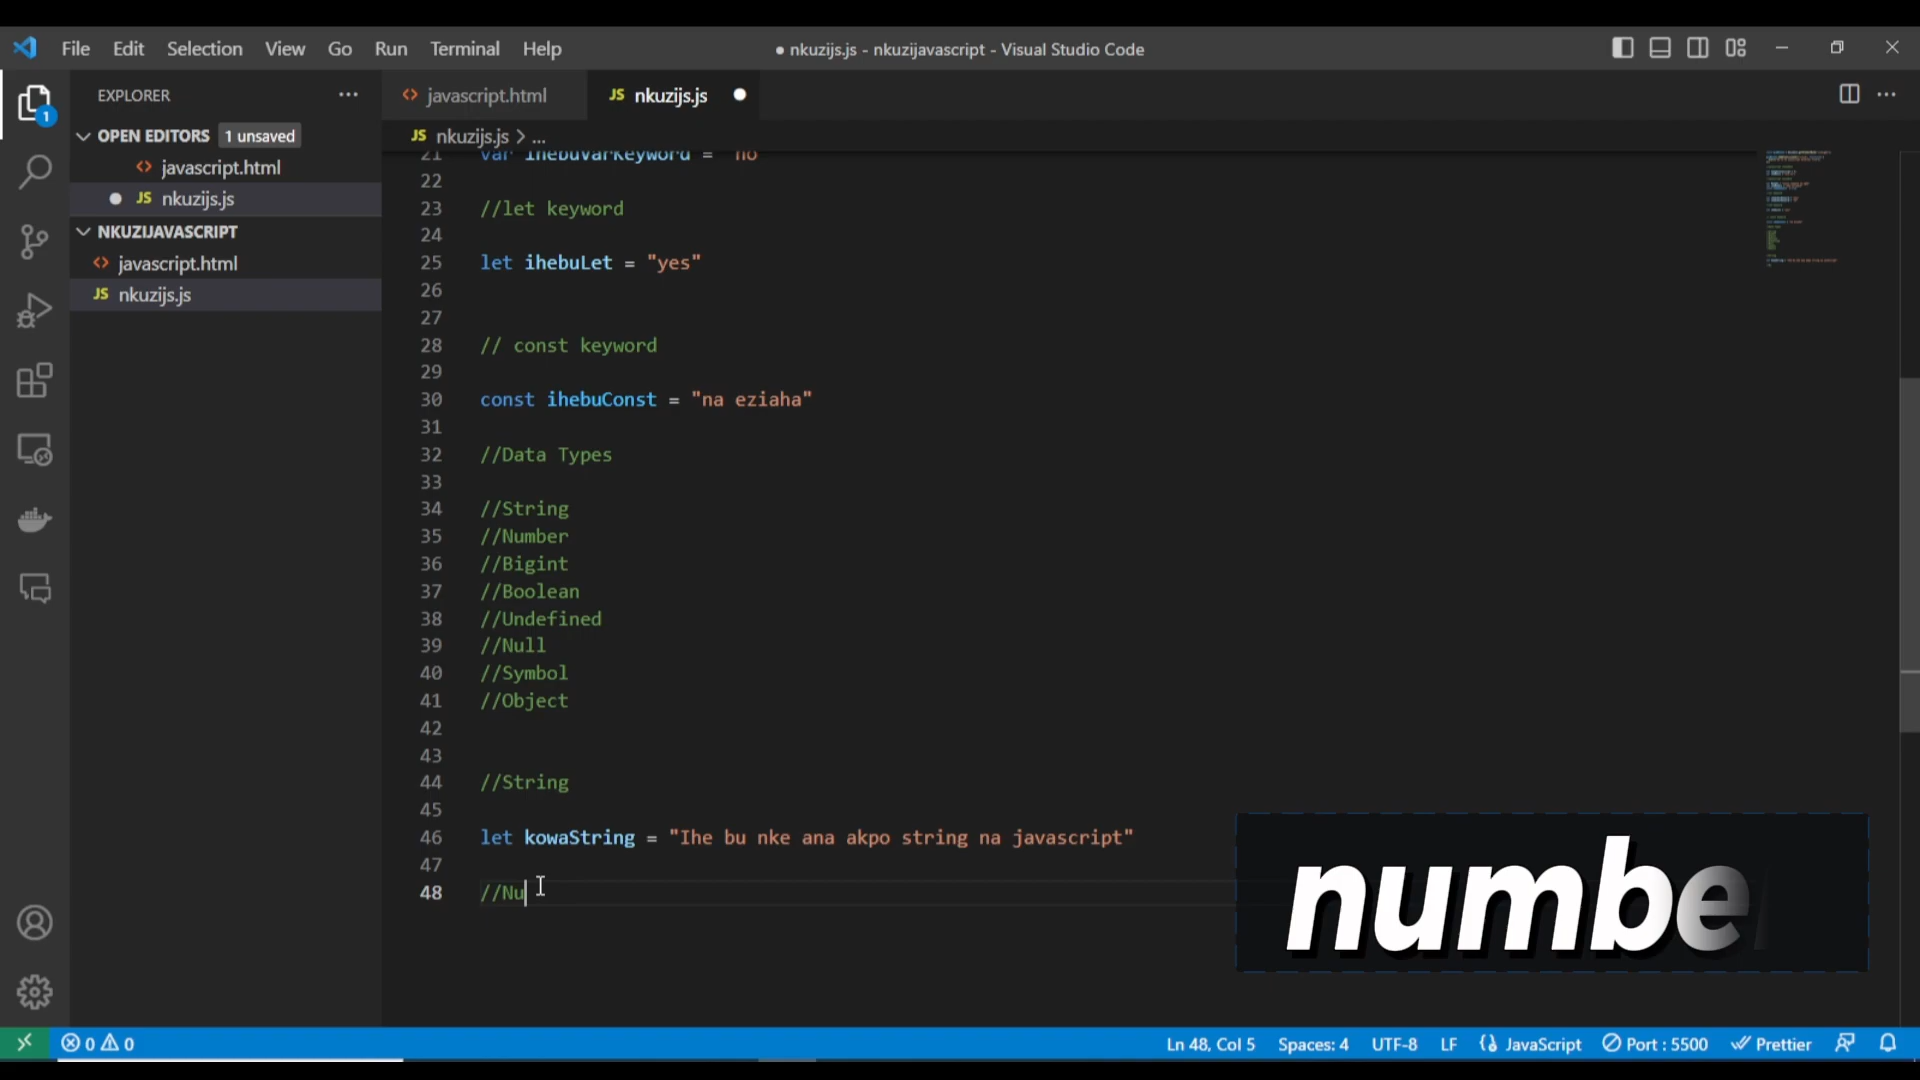 File Edit Selection View Go Run Terminal Help
● nkuzijs.js - nkuzijavascript - Visual Studio Code
EXPLORER
javascript.html
JS nkuzijs.js
1
OPEN EDITORS 1 unsaved
javascript.html
JS nkuzijs.js
NKUZIJAVASCRIPT
javascript.html
JS nkuzijs.js
JS nkuzijs.js > ...
21 var ihebuVarKeyword = "no"
22
23 //let keyword
24
25 let ihebuLet = "yes"
26
27
28 // const keyword
29
30 const ihebuConst = "na eziaha"
31
32 //Data Types
33
34 //String
35 //Number
36 //Bigint
37 //Boolean
38 //Undefined
39 //Null
40 //Symbol
41 //Object
42
43
44 //String
45
46 let kowaString = "Ihe bu nke ana akpo string na javascript"
47
48 //Nu
numbe
0 0
Ln 48, Col 5 Spaces: 4 UTF-8 LF JavaScript Port : 5500 Prettier